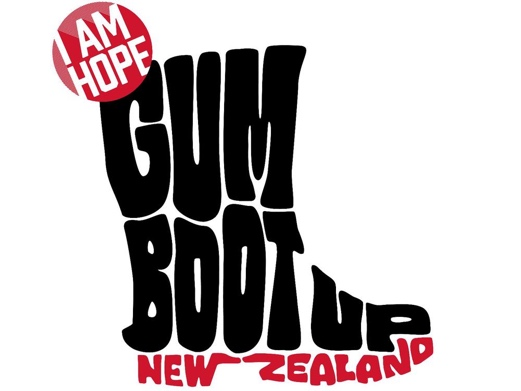 I AM
HOPE
GUM
BOOT UP
NEW ZEALAND